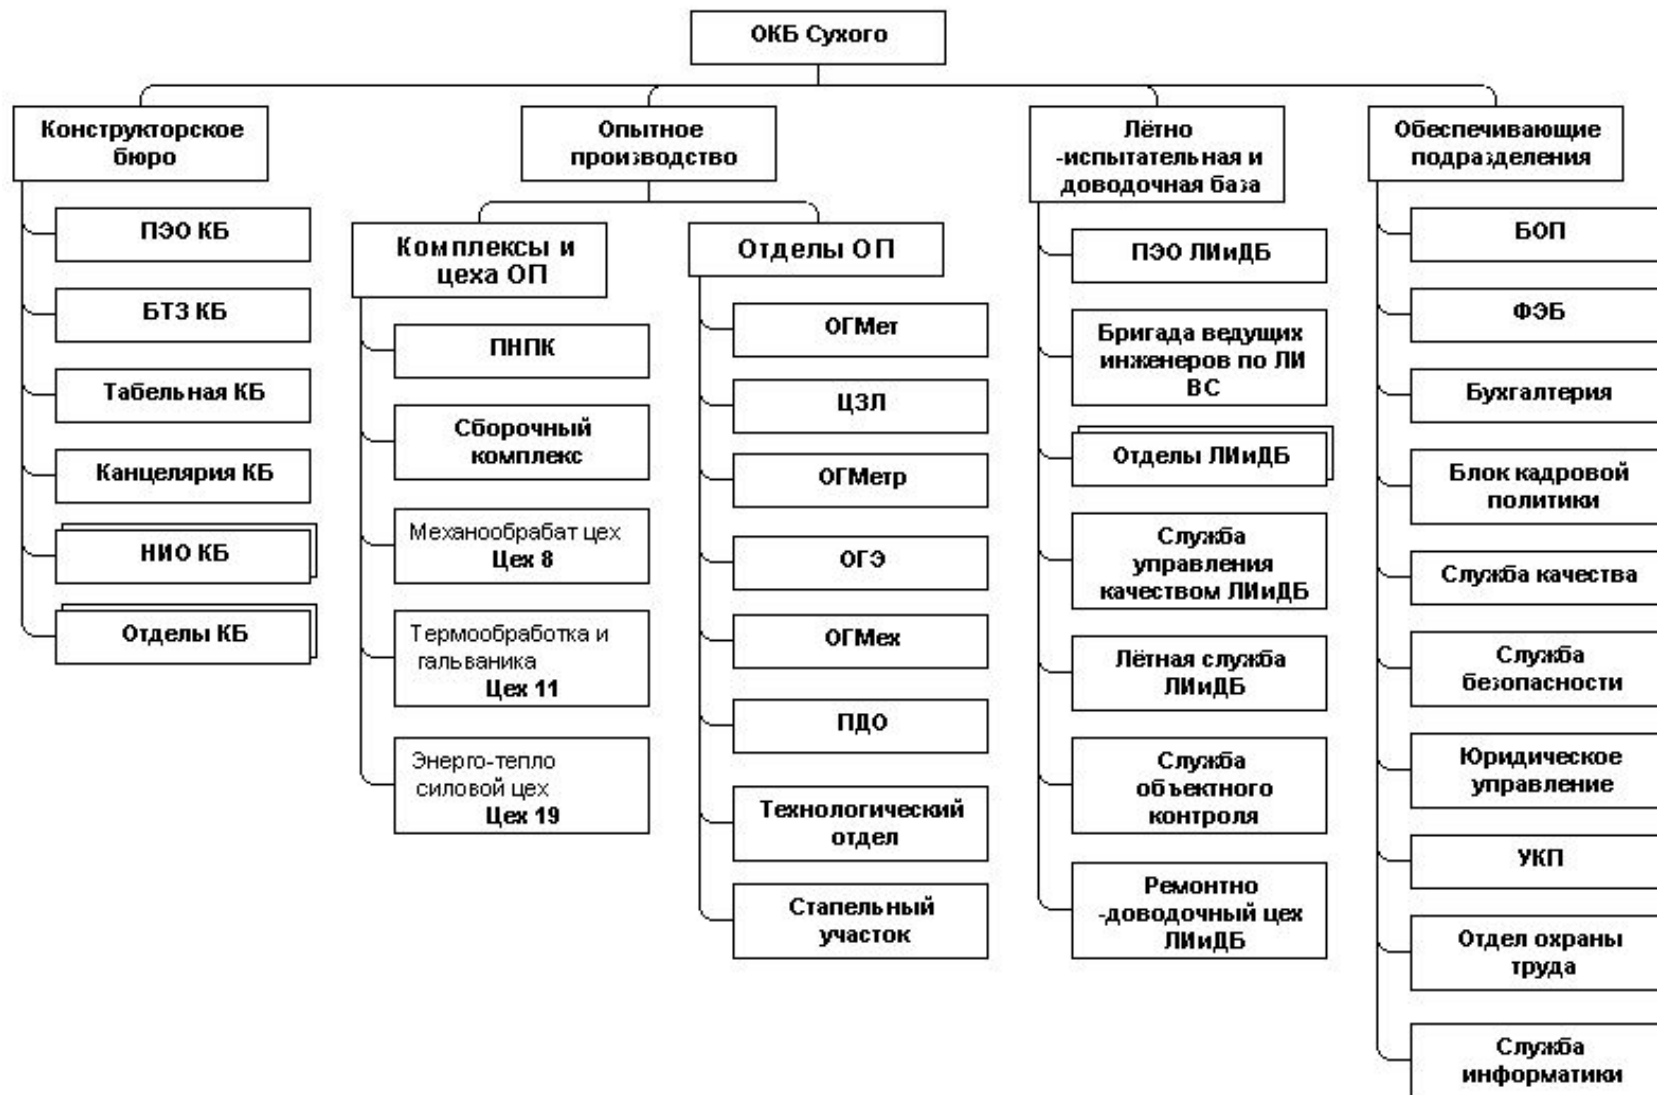 ОКБ Сухого
Конструкторское
бюро
ПЭО КБ
БТЗ КБ
Табельная КБ
Канцелярия КБ
НИО КБ
Отделы КБ
Опытное
производство
Комплексы и
цеха ОП
ПНПК
Сборочный
комплекс
Механообрабат цех
Цех 8
Термообработка и
гальваника
Цех 11
Энерго-тепло
силовой цех
Цех 19
Отделы ОП
ОГМет
ЦЗЛ
ОГМетр
ОГЭ
ОГМех
ПДО
Технологический
отдел
Стапельный
участок
Лётно
-испытательная и
доводочная база
ПЭО ЛИиДБ
Бригада ведущих
инженеров по ЛИ
ВС
Отделы ЛИиДБ
Служба
управления
качеством ЛИиДБ
Лётная служба
ЛИиДБ
Служба
объектного
контроля
Ремонтно
-доводочный цех
ЛИиДБ
Обеспечивающие
подразделения
БОП
ФЭБ
Бухгалтерия
Блок кадровой
политики
Служба качества
Служба
безопасности
Юридическое
управление
УКП
Отдел охраны
труда
Служба
информатики